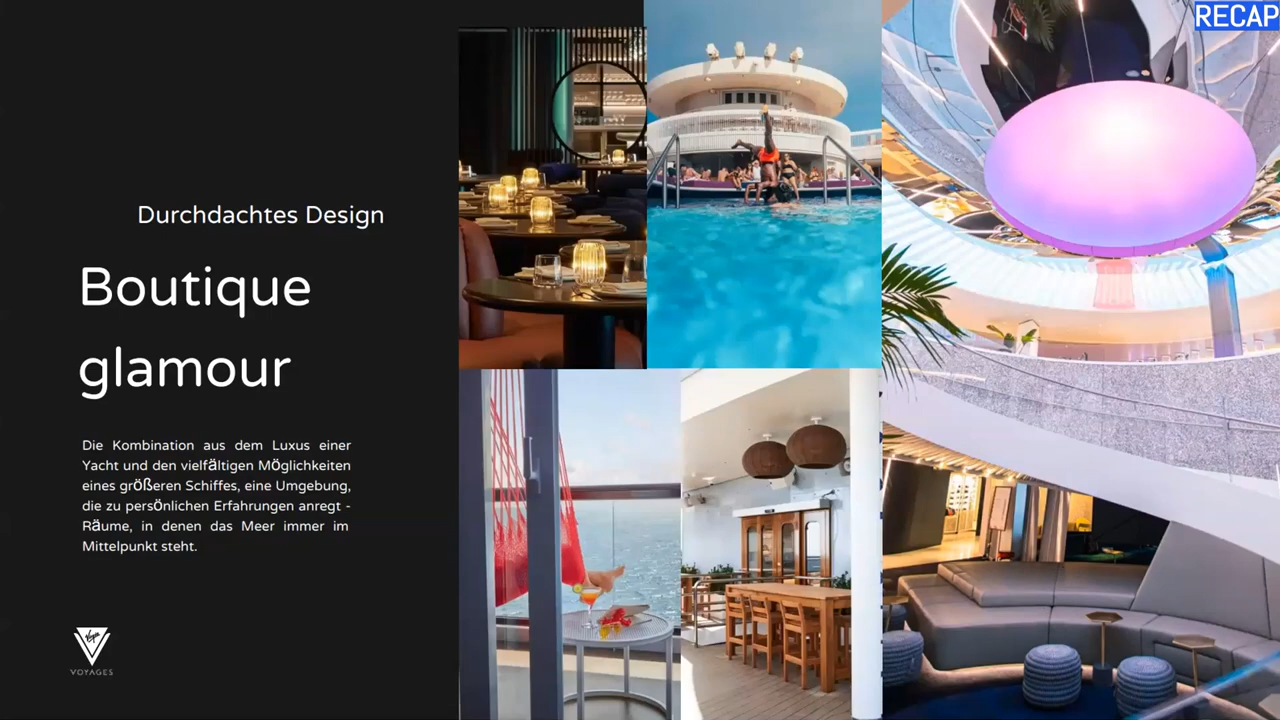 RECAP
Durchdachtes Design
Boutique
glamour
Die Kombination aus dem Luxus einer
Yacht und den vielfältigen Möglichkeiten
eines größeren Schiffes, eine Umgebung,
die zu persönlichen Erfahrungen anregt -
Räume, in denen das Meer immer im
Mittelpunkt steht.
Virgin
VOYAGES